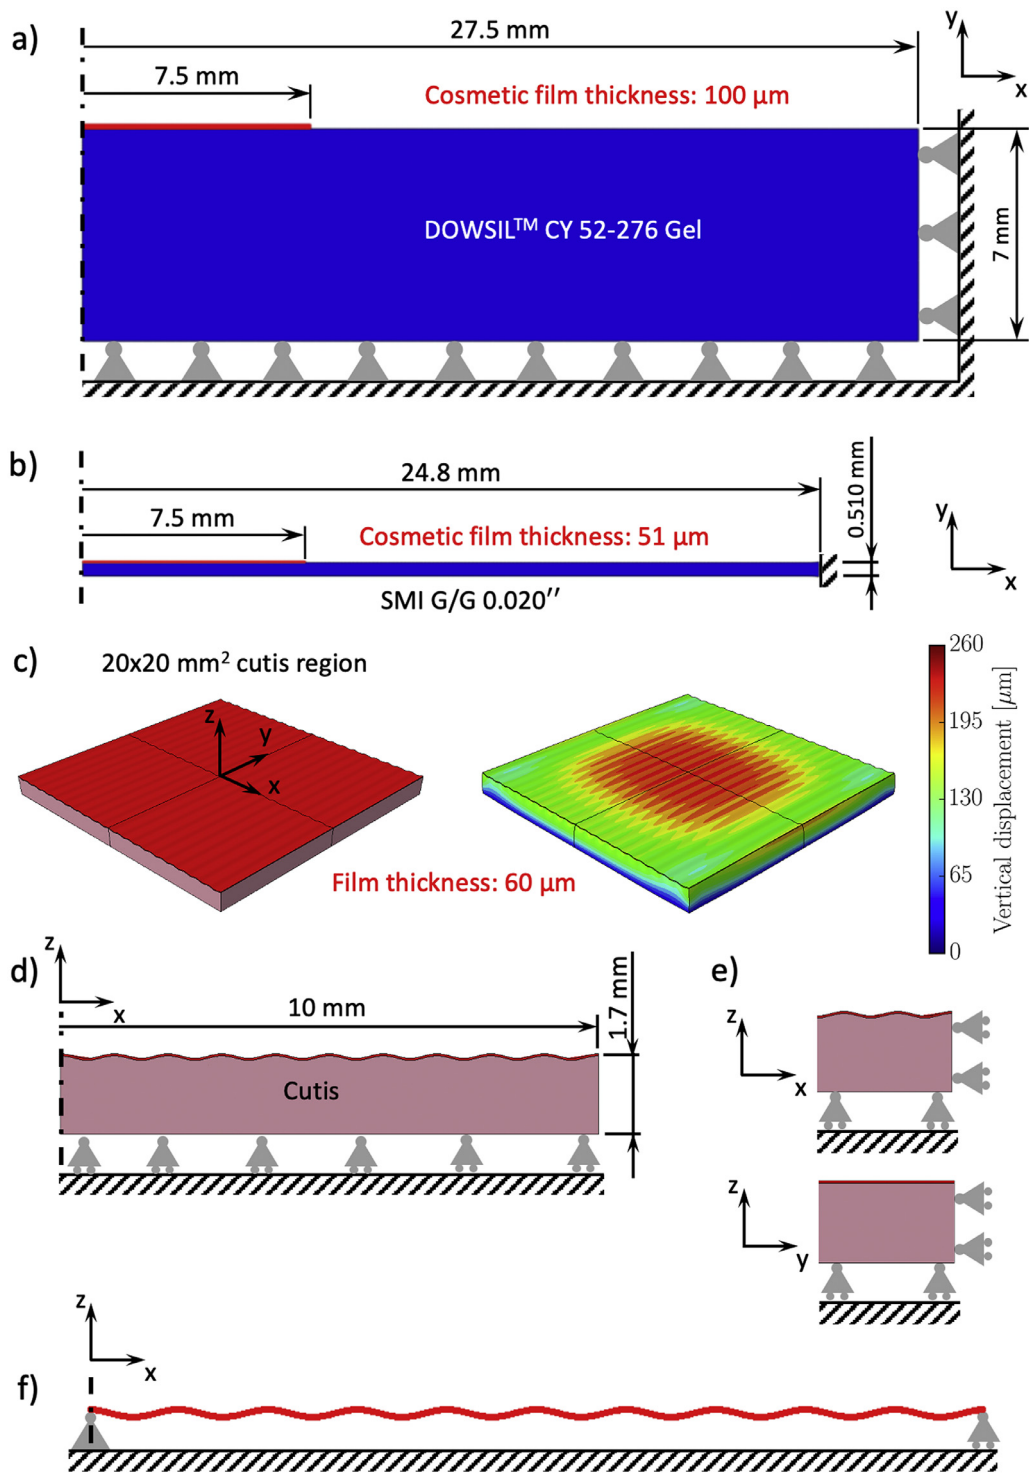 a)
27.5 mm
y
x
7.5 mm
Cosmetic film thickness: 100 μm
DOWSIL™ CY 52-276 Gel
7 mm
b)
24.8 mm
0.510 mm
7.5 mm
Cosmetic film thickness: 51 μm
y
x
SMI G/G 0.020′′
c)
20x20 mm² cutis region
z
y
x
Film thickness: 60 μm
260
195
130
65
0
Vertical displacement [μm]
d)
z
x
10 mm
1.7 mm
Cutis
e)
z
x
z
y
f)
z
x